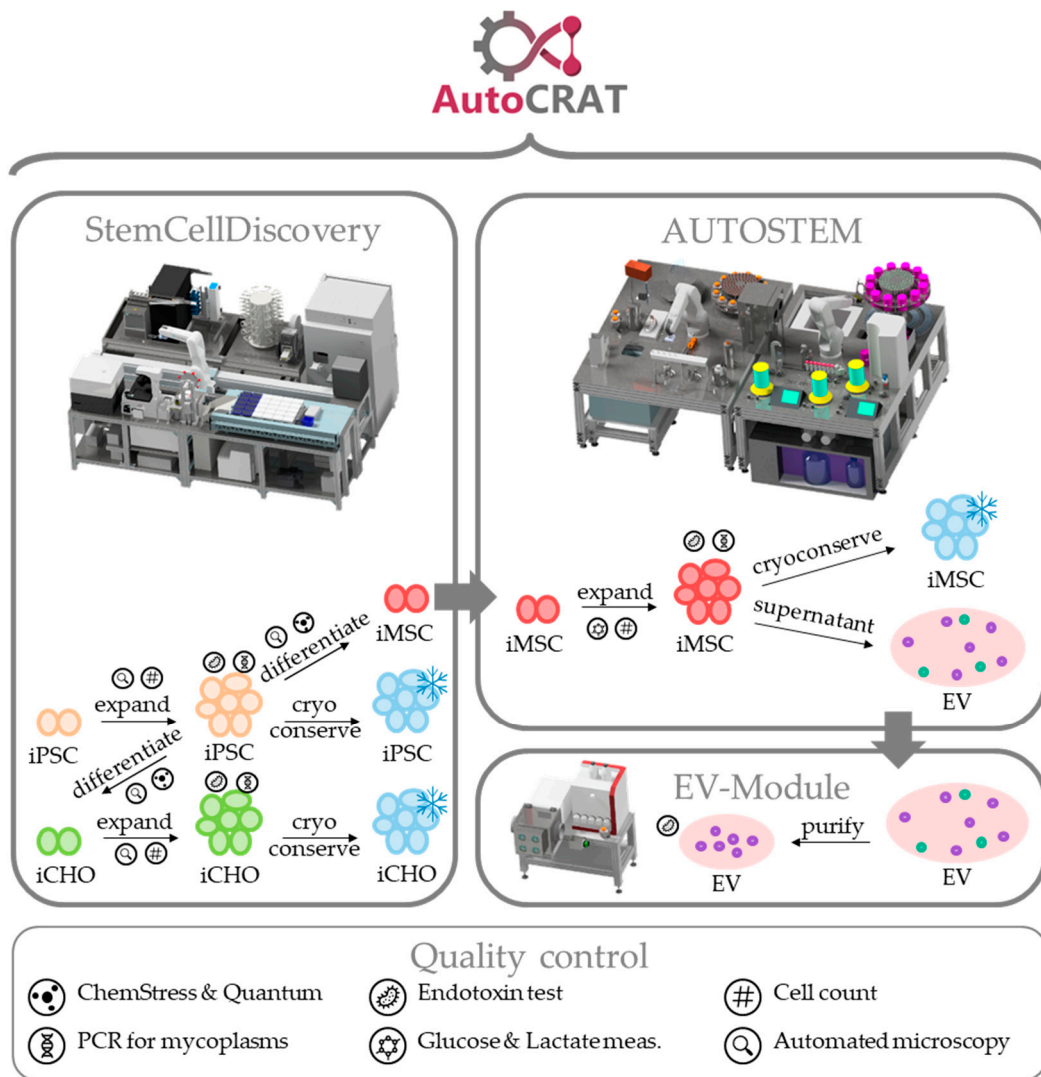 AutoCRAT
StemCellDiscovery
iMSC
differentiate
expand
iPSC
iPSC
cryo
conserve
iPSC
differentiate
expand
iCHO
iCHO
cryo
conserve
iCHO
AUTOSTEM
iMSC
expand
iMSC
cryoconserve
iMSC
supernatant
EV
EV-Module
EV
purify
EV
Quality control
ChemStress & Quantum
Endotoxin test
Cell count
PCR for mycoplasms
Glucose & Lactate meas.
Automated microscopy